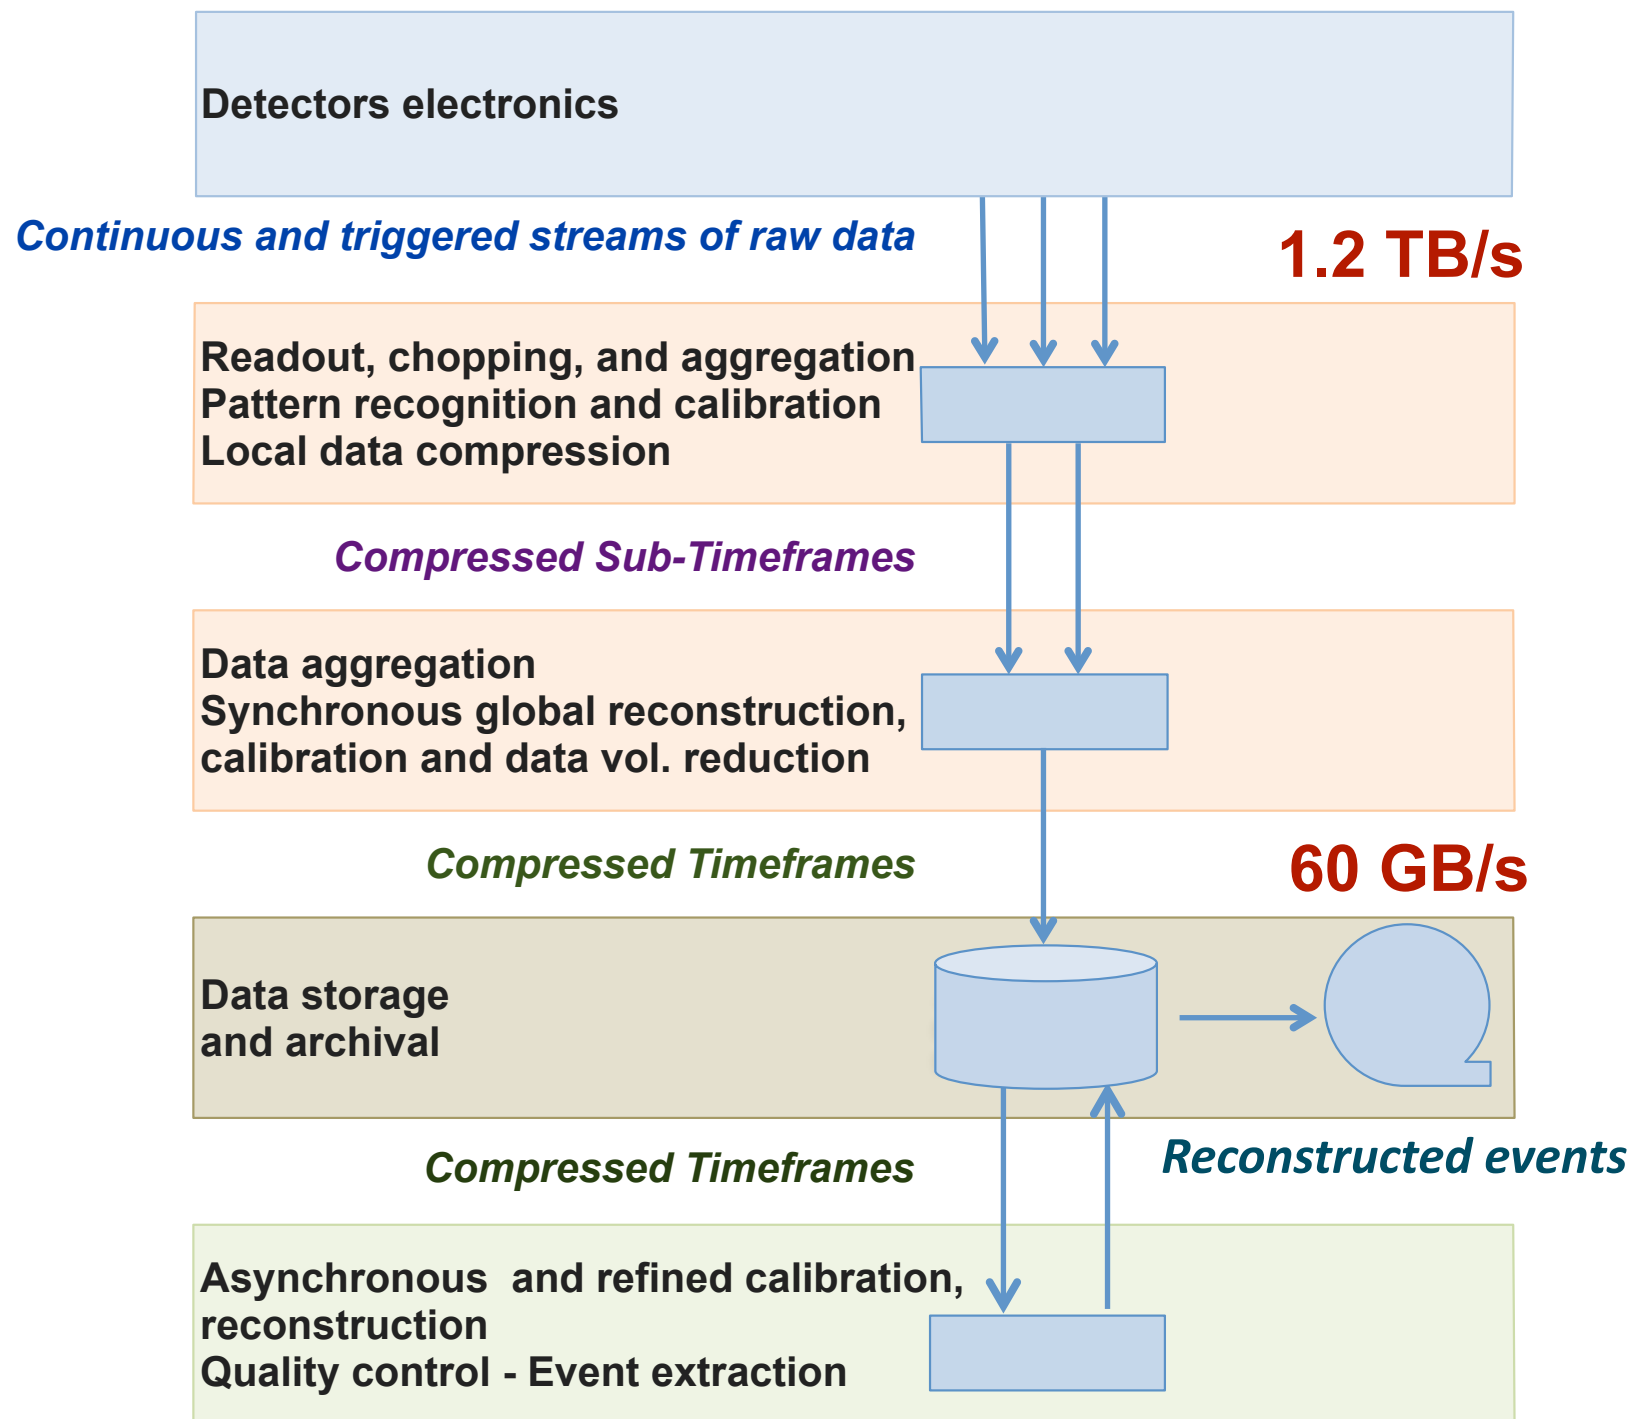 Detectors electronics
Continuous and triggered streams of raw data
1.2 TB/s
Readout, chopping, and aggregation
Pattern recognition and calibration
Local data compression
Compressed Sub-Timeframes
Data aggregation
Synchronous global reconstruction,
calibration and data vol. reduction
Compressed Timeframes
60 GB/s
Data storage
and archival
Compressed Timeframes
Reconstructed events
Asynchronous  and refined calibration,
reconstruction
Quality control - Event extraction